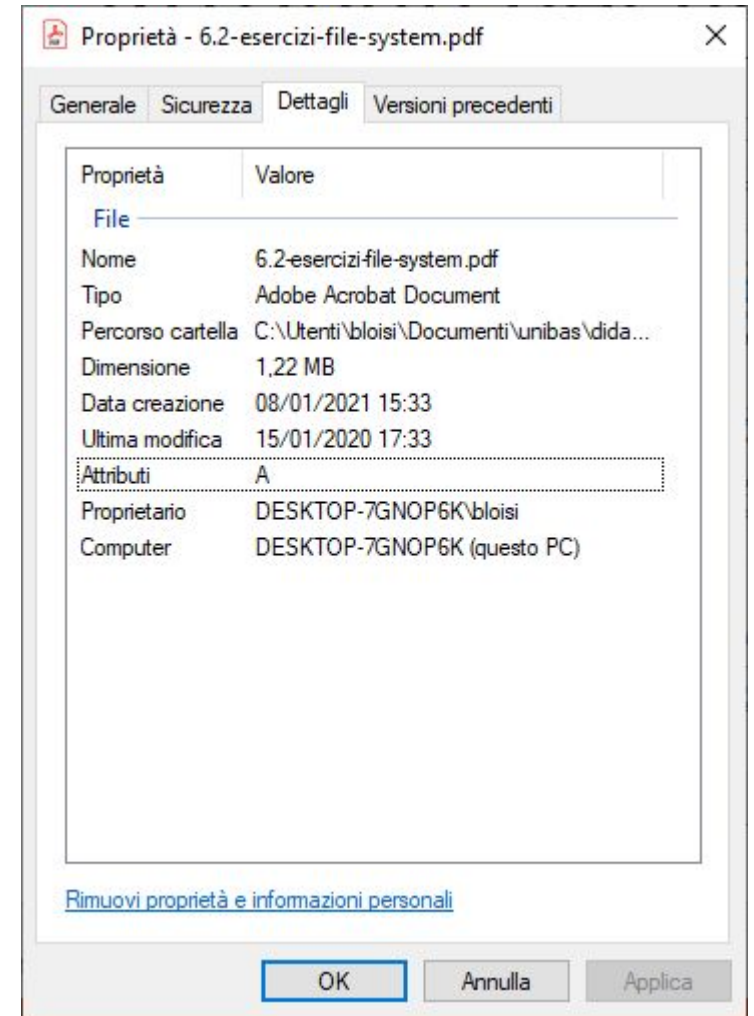 Proprietà - 6.2-esercizi-file-system.pdf
Generale Sicurezza Dettagli Versioni precedenti
Proprietà Valore
File
Nome 6.2-esercizi-file-system.pdf
Tipo Adobe Acrobat Document
Percorso cartella C:\Utenti\bloisi\Documenti\unibas\dida...
Dimensione 1,22 MB
Data creazione 08/01/2021 15:33
Ultima modifica 15/01/2020 17:33
Attributi A
Proprietario DESKTOP-7GNOP6K\bloisi
Computer DESKTOP-7GNOP6K (questo PC)
Rimuovi proprietà e informazioni personali
OK Annulla Applica